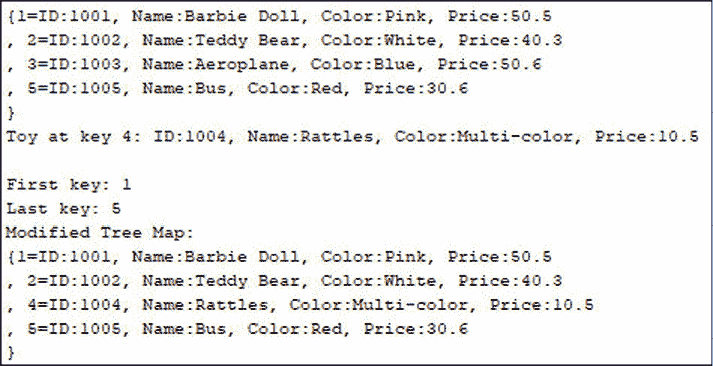 {1=ID:1001, Name:Barbie Doll, Color:Pink, Price:50.5
, 2=ID:1002, Name:Teddy Bear, Color:White, Price:40.3
, 3=ID:1003, Name:Aeroplane, Color:Blue, Price:50.6
, 5=ID:1005, Name:Bus, Color:Red, Price:30.6
}
Toy at key 4: ID:1004, Name:Rattles, Color:Multi-color, Price:10.5
First key: 1
Last key: 5
Modified Tree Map:
{1=ID:1001, Name:Barbie Doll, Color:Pink, Price:50.5
, 2=ID:1002, Name:Teddy Bear, Color:White, Price:40.3
, 4=ID:1004, Name:Rattles, Color:Multi-color, Price:10.5
, 5=ID:1005, Name:Bus, Color:Red, Price:30.6
}